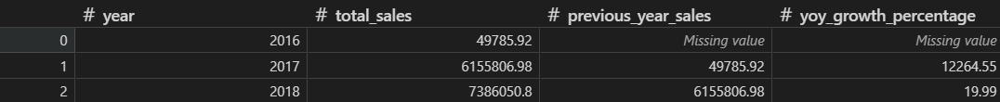 # year # total_sales # previous_year_sales # yoy_growth_percentage
0 2016 49785.92 Missing value Missing value
1 2017 6155806.98 49785.92 12264.55
2 2018 7386050.8 6155806.98 19.99